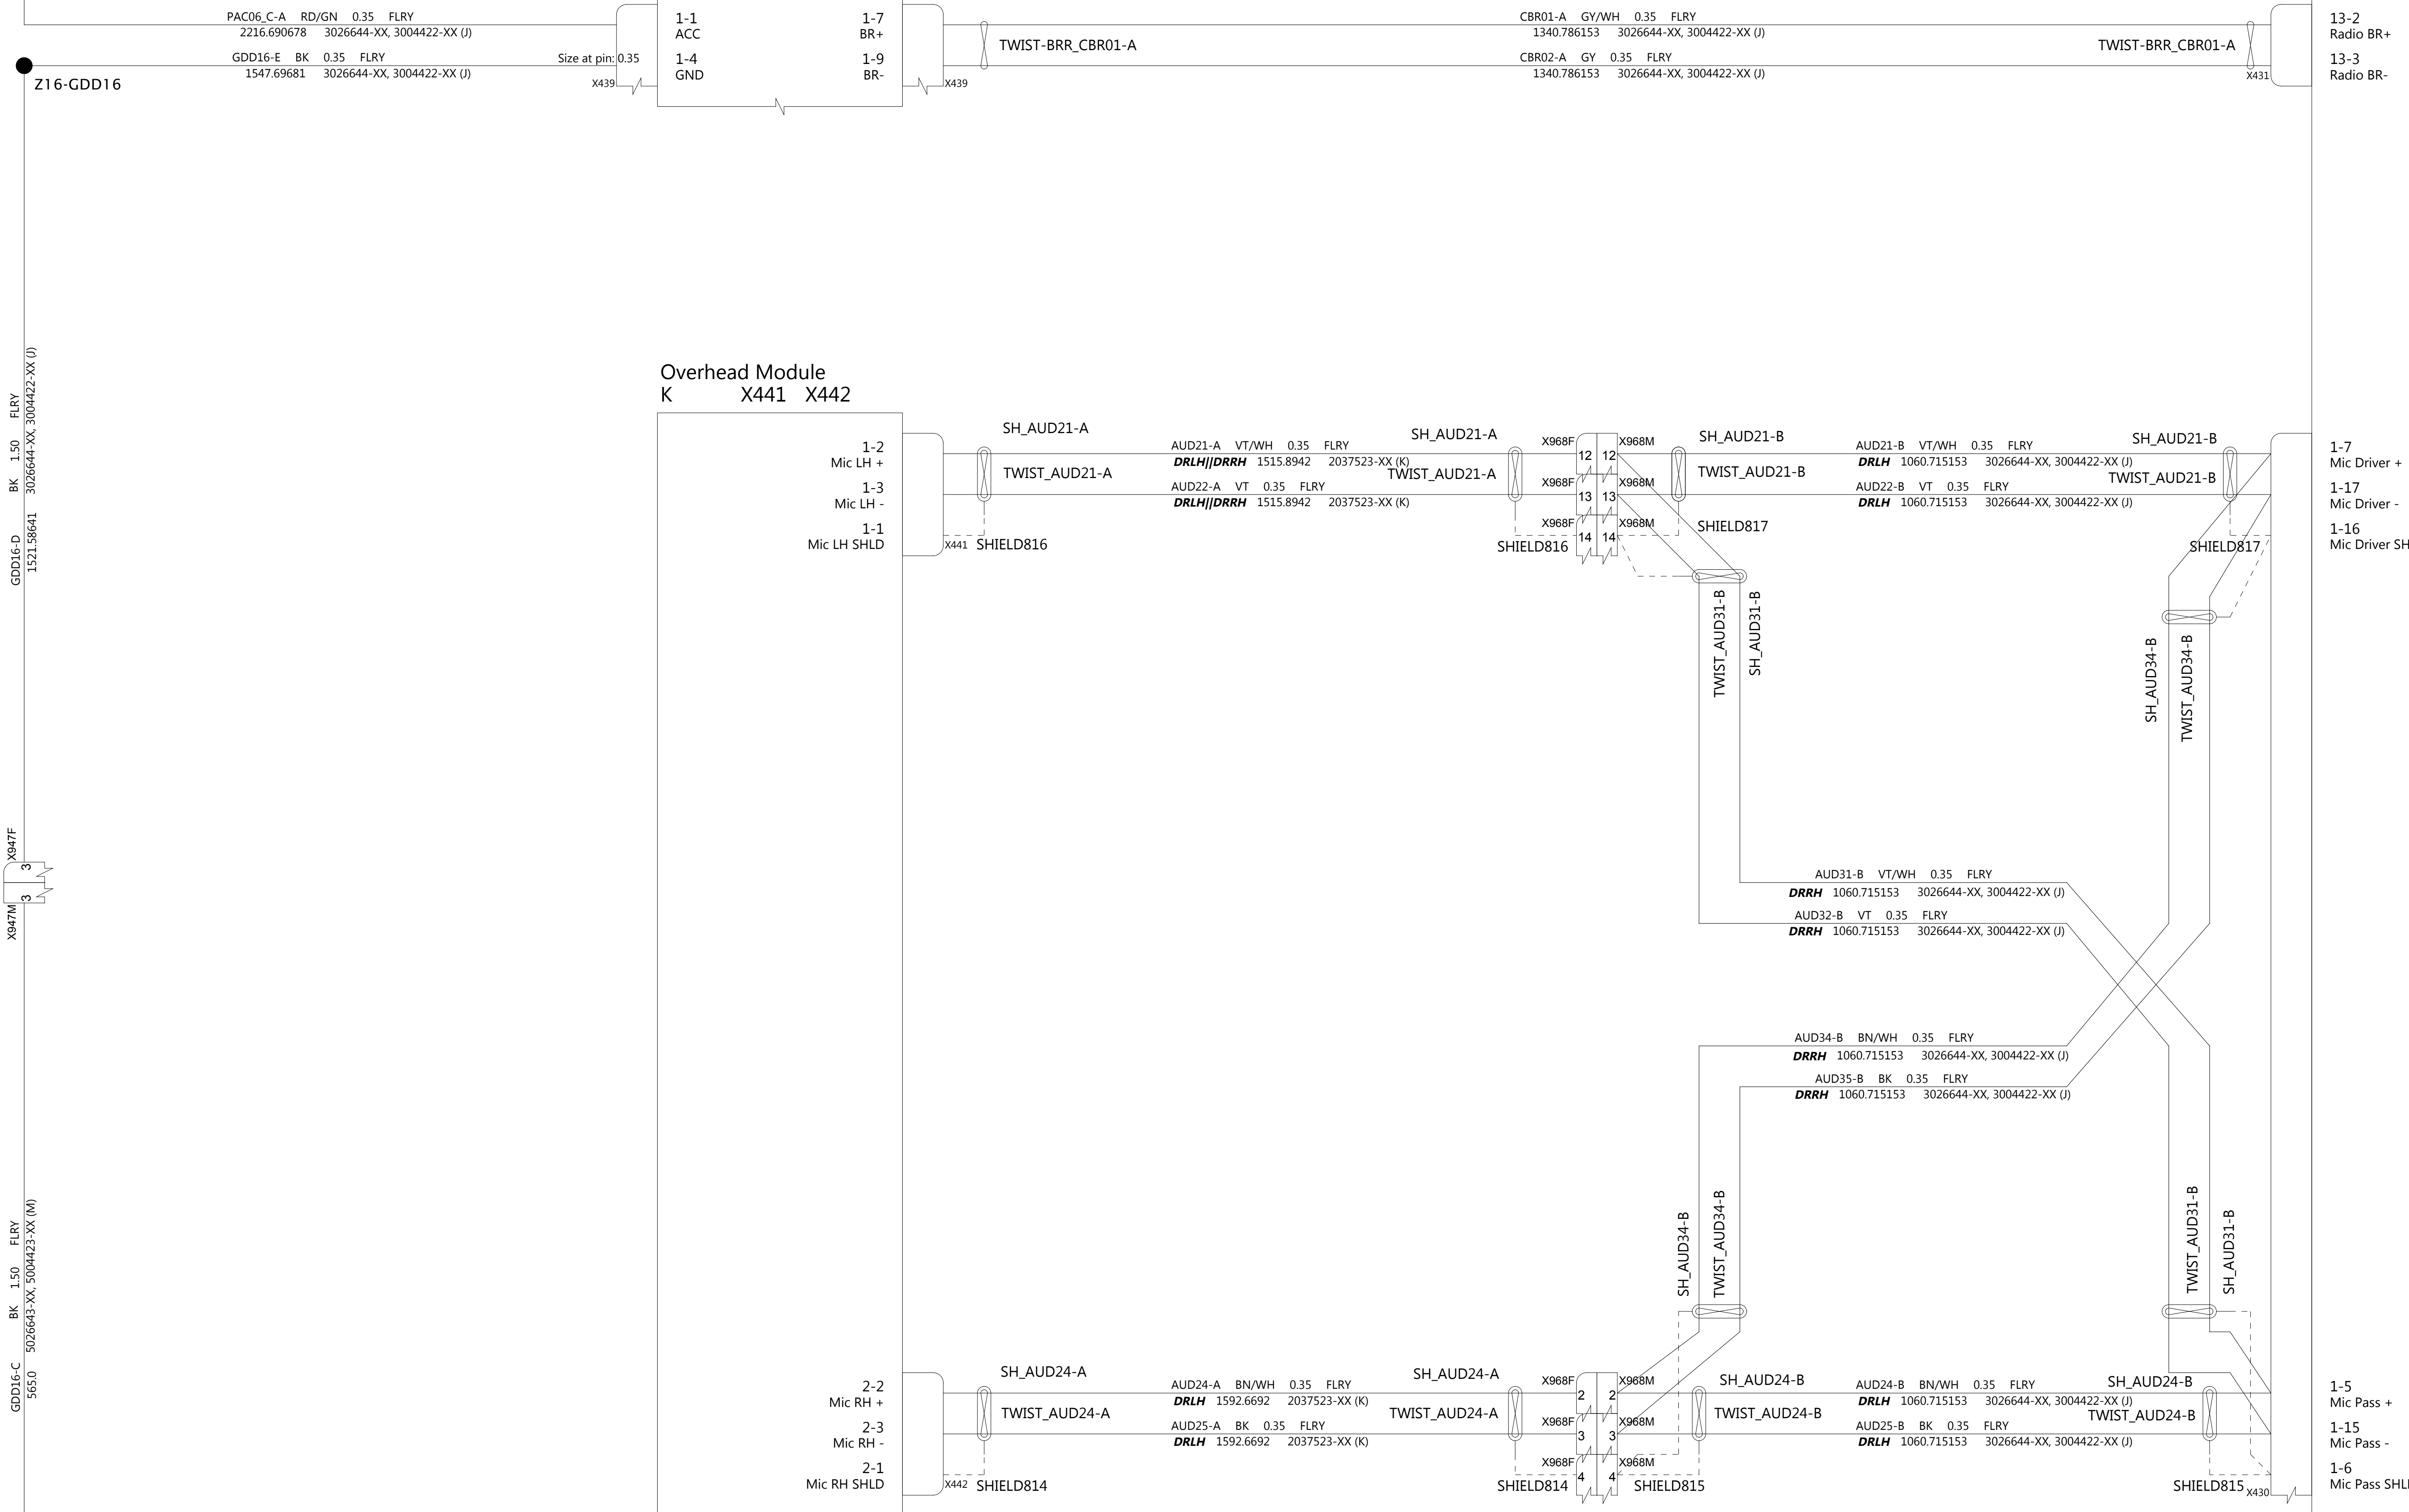 PAC06_C-A RD/GN 0.35 FLRY
2216.690678 3026644-XX, 3004422-XX (J)
GDD16-E BK 0.35 FLRY
1547.69681 3026644-XX, 3004422-XX (J)
Size at pin: 0.35
Z16-GDD16
X439
1-1
ACC
1-4
GND
1-7
BR+
1-9
BR-
X439
TWIST-BRR_CBR01-A
CBR01-A GY/WH 0.35 FLRY
1340.786153 3026644-XX, 3004422-XX (J)
CBR02-A GY 0.35 FLRY
1340.786153 3026644-XX, 3004422-XX (J)
TWIST-BRR_CBR01-A
X431
13-2
Radio BR+
13-3
Radio BR-
GDD16-D BK 1.50 FLRY
1521.58641 3026644-XX, 3004422-XX (J)
X947F
3
3
X947M
GDD16-C BK 1.50 FLRY
565.0 5026643-XX, 5004423-XX (M)
Overhead Module
K X441 X442
1-2
Mic LH +
1-3
Mic LH -
1-1
Mic LH SHLD
X441
SH_AUD21-A
TWIST_AUD21-A
SHIELD816
AUD21-A VT/WH 0.35 FLRY
DRLH||DRRH 1515.8942 2037523-XX (K)
AUD22-A VT 0.35 FLRY
DRLH||DRRH 1515.8942 2037523-XX (K)
SH_AUD21-A
TWIST_AUD21-A
SHIELD816
X968F
12
12
X968M
X968F
13
13
X968M
X968F
14
14
X968M
SH_AUD21-B
TWIST_AUD21-B
SHIELD817
AUD21-B VT/WH 0.35 FLRY
DRLH 1060.715153 3026644-XX, 3004422-XX (J)
AUD22-B VT 0.35 FLRY
DRLH 1060.715153 3026644-XX, 3004422-XX (J)
SH_AUD21-B
TWIST_AUD21-B
SHIELD817
1-7
Mic Driver +
1-17
Mic Driver -
1-16
Mic Driver SH
TWIST_AUD31-B
SH_AUD31-B
SH_AUD34-B
TWIST_AUD34-B
AUD31-B VT/WH 0.35 FLRY
DRRH 1060.715153 3026644-XX, 3004422-XX (J)
AUD32-B VT 0.35 FLRY
DRRH 1060.715153 3026644-XX, 3004422-XX (J)
AUD34-B BN/WH 0.35 FLRY
DRRH 1060.715153 3026644-XX, 3004422-XX (J)
AUD35-B BK 0.35 FLRY
DRRH 1060.715153 3026644-XX, 3004422-XX (J)
SH_AUD34-B
TWIST_AUD34-B
TWIST_AUD31-B
SH_AUD31-B
2-2
Mic RH +
2-3
Mic RH -
2-1
Mic RH SHLD
X442
SH_AUD24-A
TWIST_AUD24-A
SHIELD814
AUD24-A BN/WH 0.35 FLRY
DRLH 1592.6692 2037523-XX (K)
AUD25-A BK 0.35 FLRY
DRLH 1592.6692 2037523-XX (K)
SH_AUD24-A
TWIST_AUD24-A
SHIELD814
X968F
2
2
X968M
X968F
3
3
X968M
X968F
4
4
X968M
SH_AUD24-B
TWIST_AUD24-B
SHIELD815
AUD24-B BN/WH 0.35 FLRY
DRLH 1060.715153 3026644-XX, 3004422-XX (J)
AUD25-B BK 0.35 FLRY
DRLH 1060.715153 3026644-XX, 3004422-XX (J)
SH_AUD24-B
TWIST_AUD24-B
SHIELD815
X430
1-5
Mic Pass +
1-15
Mic Pass -
1-6
Mic Pass SHL